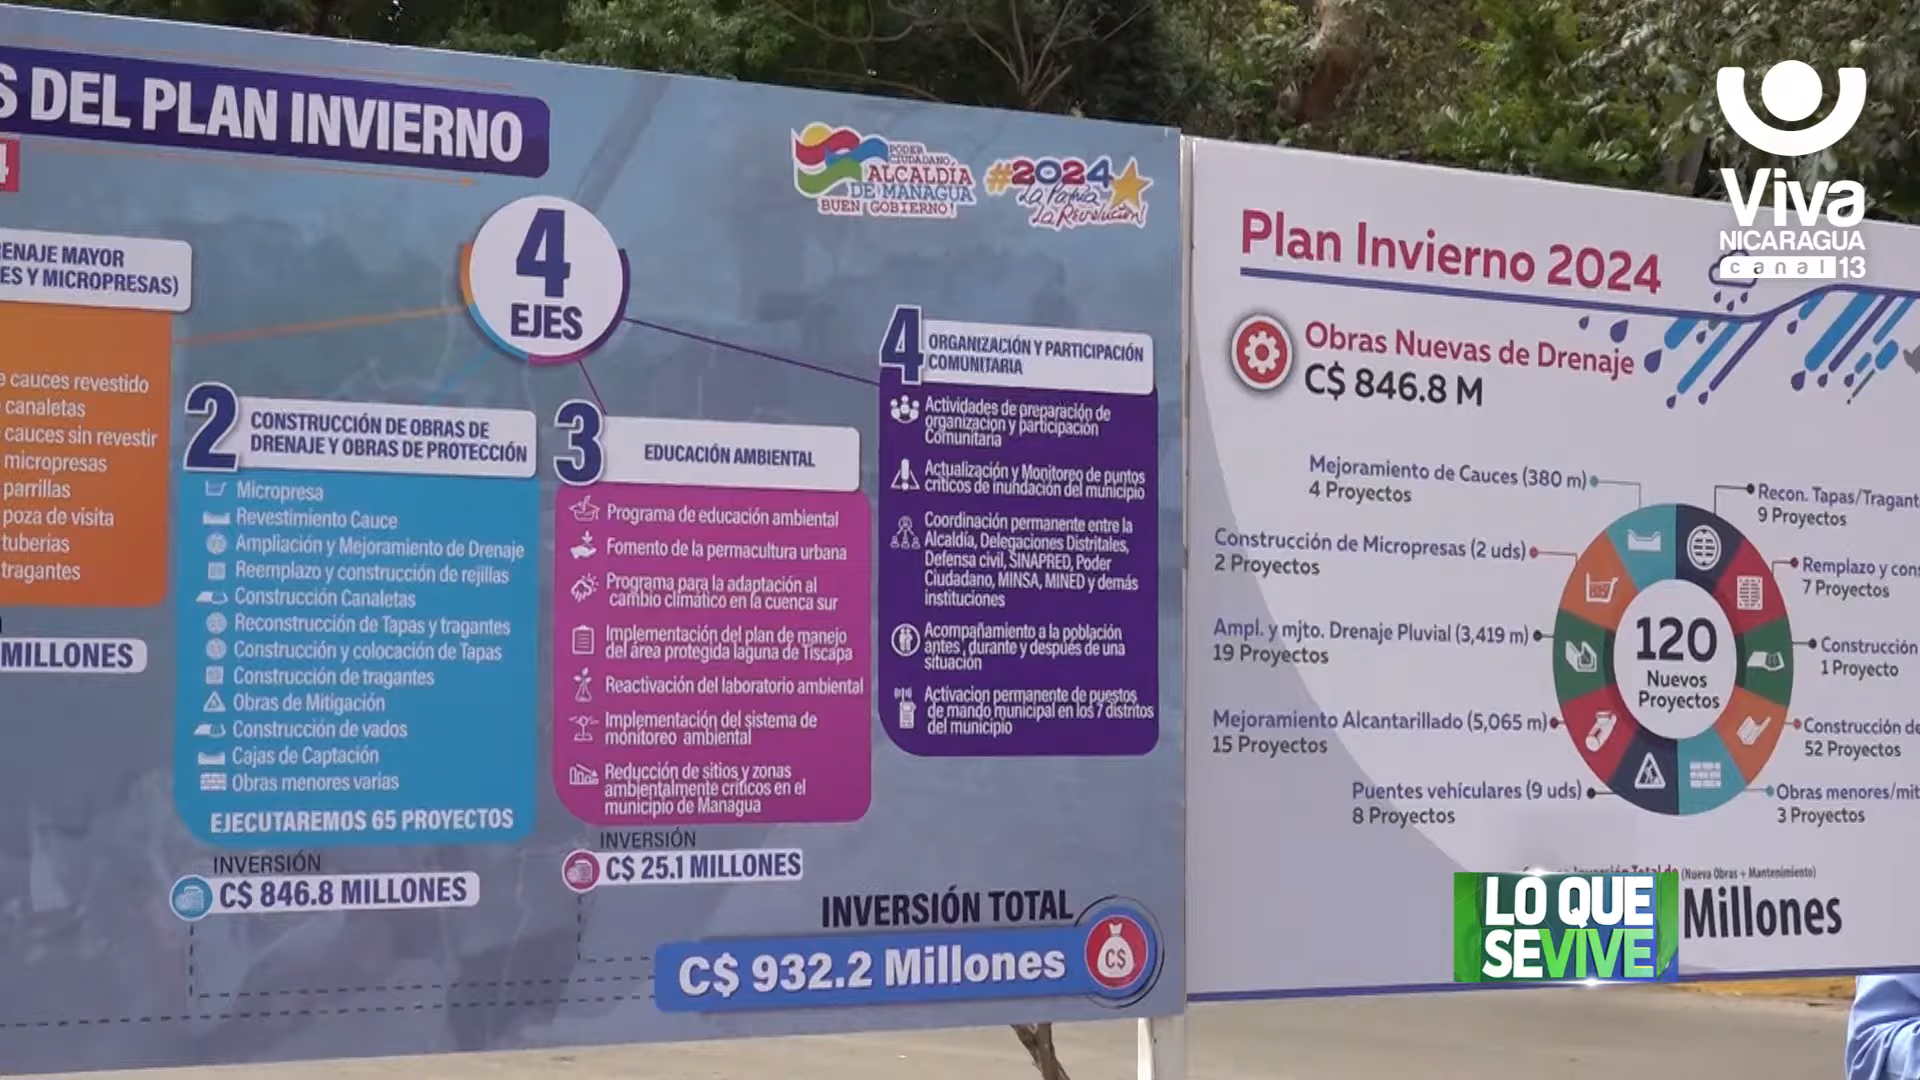 S DEL PLAN INVIERNO
4
PODER
CIUDADANO
ALCALDÍA
DE MANAGUA
BUEN GOBIERNO!
#2024
La Patria
La Revolución!
4
EJES
ENAJE MAYOR
ES Y MICROPRESAS)
e cauces revestido
canaletas
cauces sin revestir
micropresas
parrillas
poza de visita
tuberias
tragantes
MILLONES
2
CONSTRUCCIÓN DE OBRAS DE
DRENAJE Y OBRAS DE PROTECCIÓN
Micropresa
Revestimiento Cauce
Ampliación y Mejoramiento de Drenaje
Reemplazo y construcción de rejillas
Construcción Canaletas
Reconstrucción de Tapas y tragantes
Construcción y colocación de Tapas
Construcción de tragantes
Obras de Mitigación
Construcción de vados
Cajas de Captación
Obras menores varias
EJECUTAREMOS 65 PROYECTOS
INVERSIÓN
C$ 846.8 MILLONES
3
EDUCACIÓN AMBIENTAL
Programa de educación ambiental
Fomento de la permacultura urbana
Programa para la adaptación al
cambio climático en la cuenca sur
Implementación del plan de manejo
del área protegida laguna de Tiscapa
Reactivación del laboratorio ambiental
Implementación del sistema de
monitoreo ambiental
Reducción de sitios y zonas
ambientalmente críticos en el
municipio de Managua
INVERSIÓN
C$ 25.1 MILLONES
4
ORGANIZACIÓN Y PARTICIPACIÓN
COMUNITARIA
Actividades de preparación de
organización y participación
Comunitaria
Actualización y Monitoreo de puntos
críticos de inundación del municipio
Coordinación permanente entre la
Alcaldía, Delegaciones Distritales,
Defensa civil, SINAPRED, Poder
Ciudadano, MINSA, MINED y demás
instituciones
Acompañamiento a la población
antes, durante y después de una
situación
Activacion permanente de puestos
de mando municipal en los 7 distritos
del municipio
INVERSIÓN TOTAL
C$ 932.2 Millones
C$
Plan Invierno 2024
Obras Nuevas de Drenaje
C$ 846.8 M
Mejoramiento de Cauces (380 m)
4 Proyectos
Construcción de Micropresas (2 uds)
2 Proyectos
Ampl. y mjto. Drenaje Pluvial (3,419 m)
19 Proyectos
Mejoramiento Alcantarillado (5,065 m)
15 Proyectos
Puentes vehículares (9 uds)
8 Proyectos
120
Nuevos
Proyectos
Recon. Tapas/Tragant
9 Proyectos
Remplazo y cons
7 Proyectos
Construcción
1 Proyecto
Construcción de
52 Proyectos
Obras menores/mit
3 Proyectos
Inversión Total de (Nueva Obras + Mantenimiento)
Millones
Viva
NICARAGUA
canal 13
LO QUE
SE VIVE